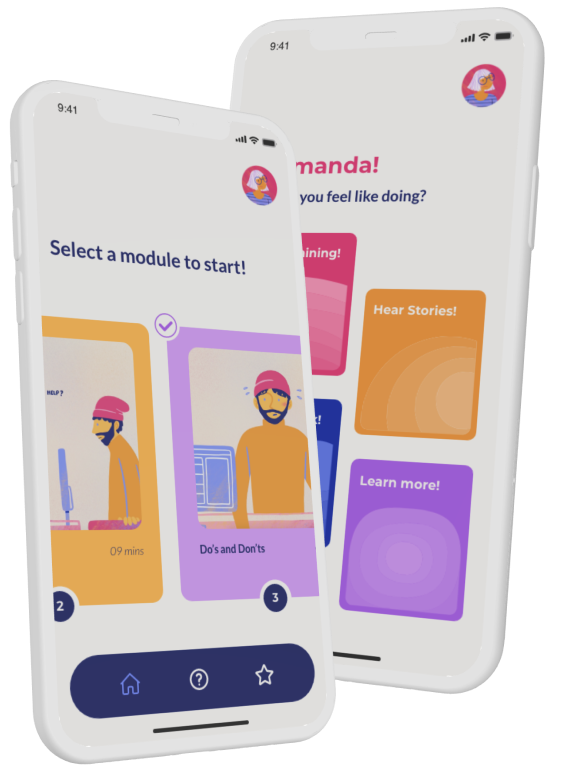 9:41
Select a module to start!
HELP?
09 mins
2
Do's and Don'ts
3
9:41
manda!
you feel like doing?
ining!
Hear Stories!
k!
Learn more!